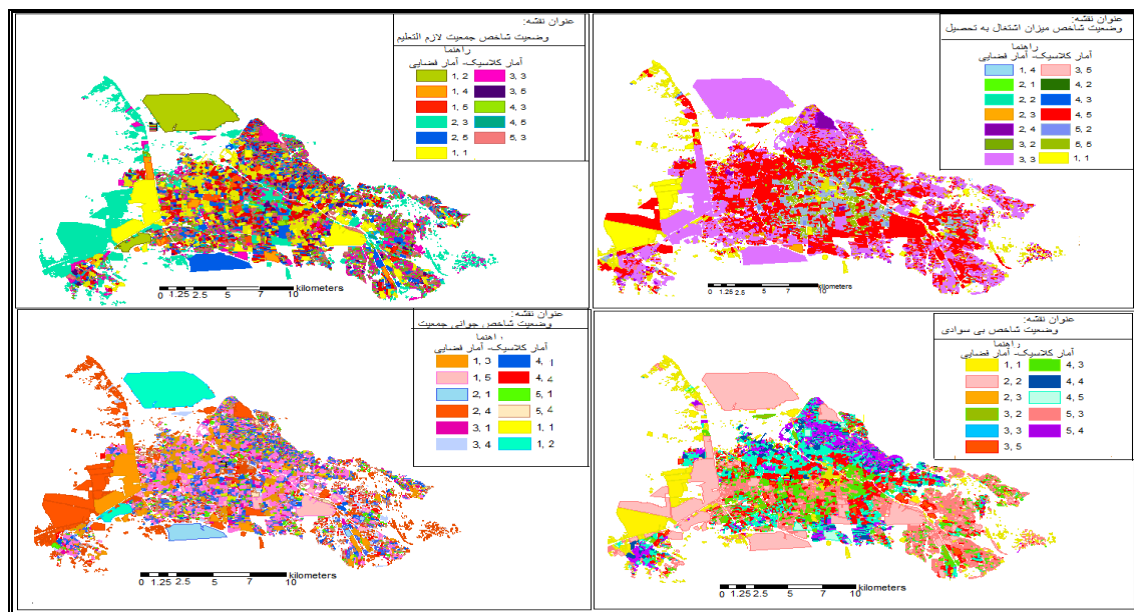 عنوان نقشه:
وضعیت شاخص جمعیت لازم التعلیم
راهنما
آمار کلاسیک- آمار فضایی
1, 2 3, 3
1, 4 3, 5
1, 5 4, 3
2, 3 4, 5
2, 5 5, 3
1, 1
kilometers
0 1.25 2.5 5 7 10
عنوان نقشه:
وضعیت شاخص میزان اشتغال به تحصیل
راهنما
آمار کلاسیک- آمار فضایی
1, 4 3, 5
2, 1 4, 2
2, 2 4, 3
2, 3 4, 5
2, 4 5, 2
3, 2 5, 5
3, 3 1, 1
kilometers
0 1.25 2.5 5 7 10
عنوان نقشه:
وضعیت شاخص جوانی جمعیت
راهنما
آمار کلاسیک- آمار فضایی
1, 3 4, 1
1, 5 4, 4
2, 1 5, 1
2, 4 5, 4
3, 1 1, 1
3, 4 1, 2
kilometers
0 1.25 2.5 5 7 10
عنوان نقشه:
وضعیت شاخص بی سوادی
راهنما
آمار کلاسیک- آمار فضایی
1, 1 4, 3
2, 2 4, 4
2, 3 4, 5
3, 2 5, 3
3, 3 5, 4
3, 5
kilometers
0 1.25 2.5 5 7 10